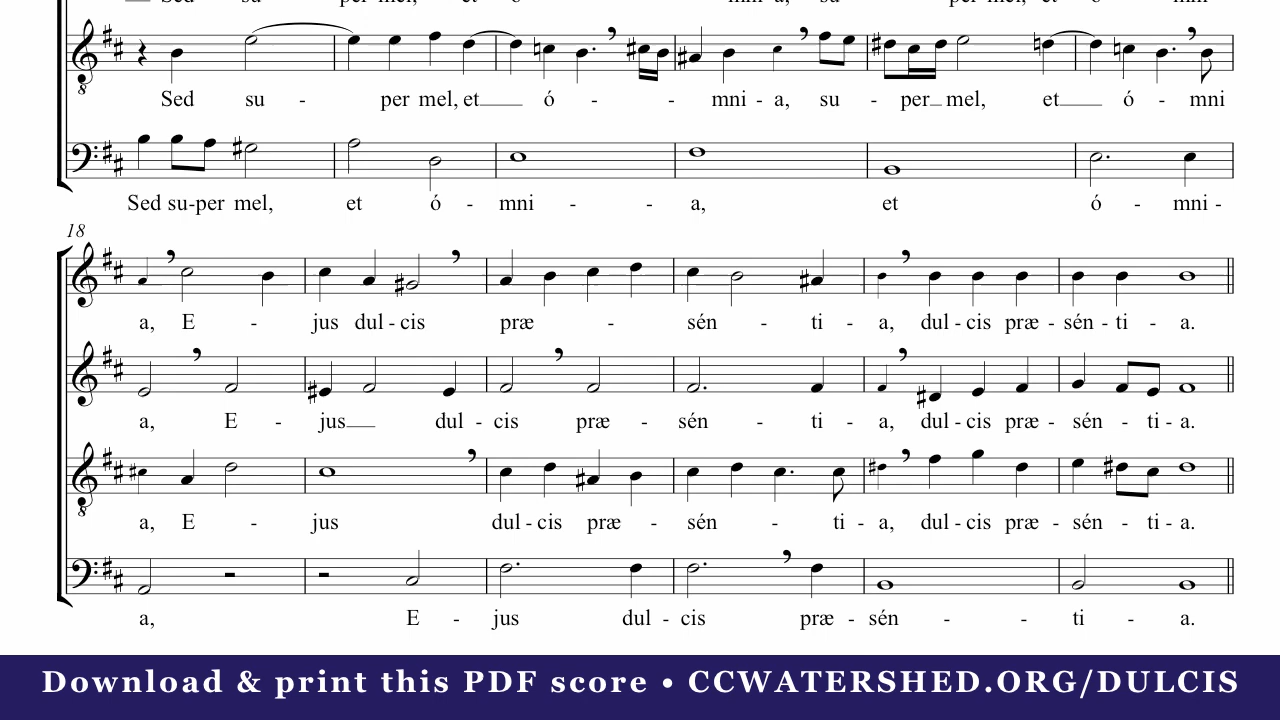 Sed su - per mel, et ó - - mni - a, su - per mel, et ó - mni
Sed su-per mel, et ó - mni - - a, et ó - mni -
18
a, E - jus dul - cis præ - sén - ti - a, dul - cis præ - sén - ti - a.
a, E - jus dul - cis præ - sén - ti - a, dul - cis præ - sén - ti - a.
a, E - jus dul - cis præ - sén - ti - a, dul - cis præ - sén - ti - a.
a, E - jus dul - cis præ - sén - - ti - a.
Download & print this PDF score • CCWATERSHED.ORG/DULCIS